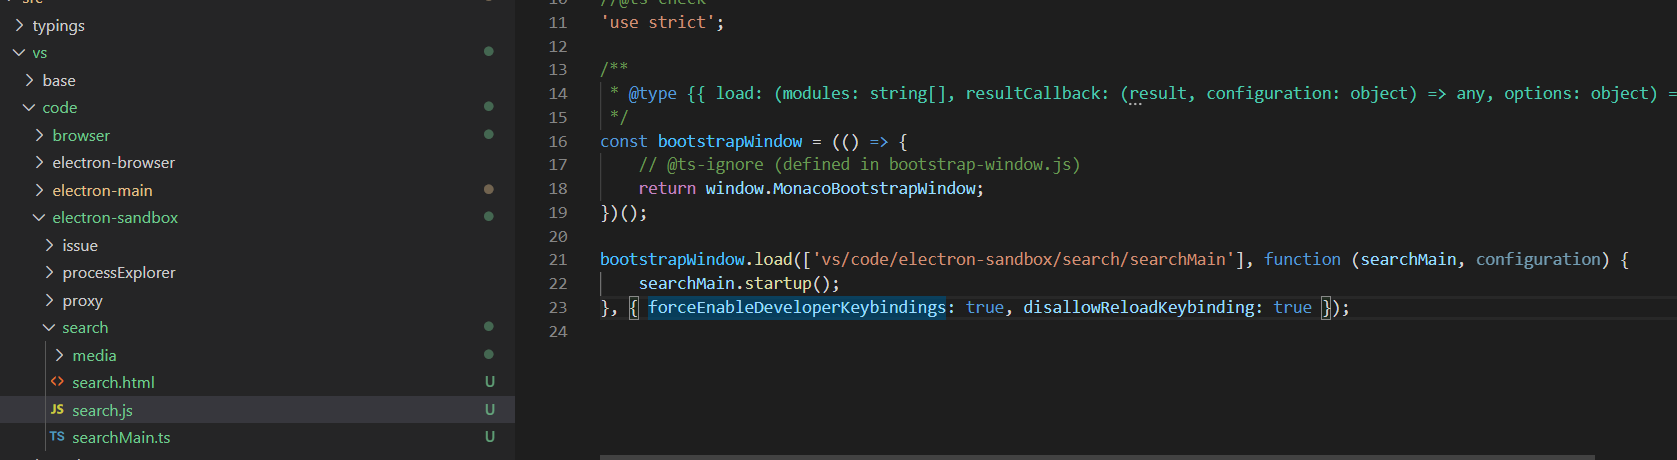 src
typings
vs
base
code
browser
electron-browser
electron-main
electron-sandbox
issue
processExplorer
proxy
search
media
<> search.html U
JS search.js U
TS searchMain.ts U
10 //@ts-check
11 'use strict';
12
13 /**
14 * @type {{ load: (modules: string[], resultCallback: (result, configuration: object) => any, options: object) =
15 */
16 const bootstrapWindow = (() => {
17 // @ts-ignore (defined in bootstrap-window.js)
18 return window.MonacoBootstrapWindow;
19 })();
20
21 bootstrapWindow.load(['vs/code/electron-sandbox/search/searchMain'], function (searchMain, configuration) {
22 searchMain.startup();
23 }, { forceEnableDeveloperKeybindings: true, disallowReloadKeybinding: true });
24